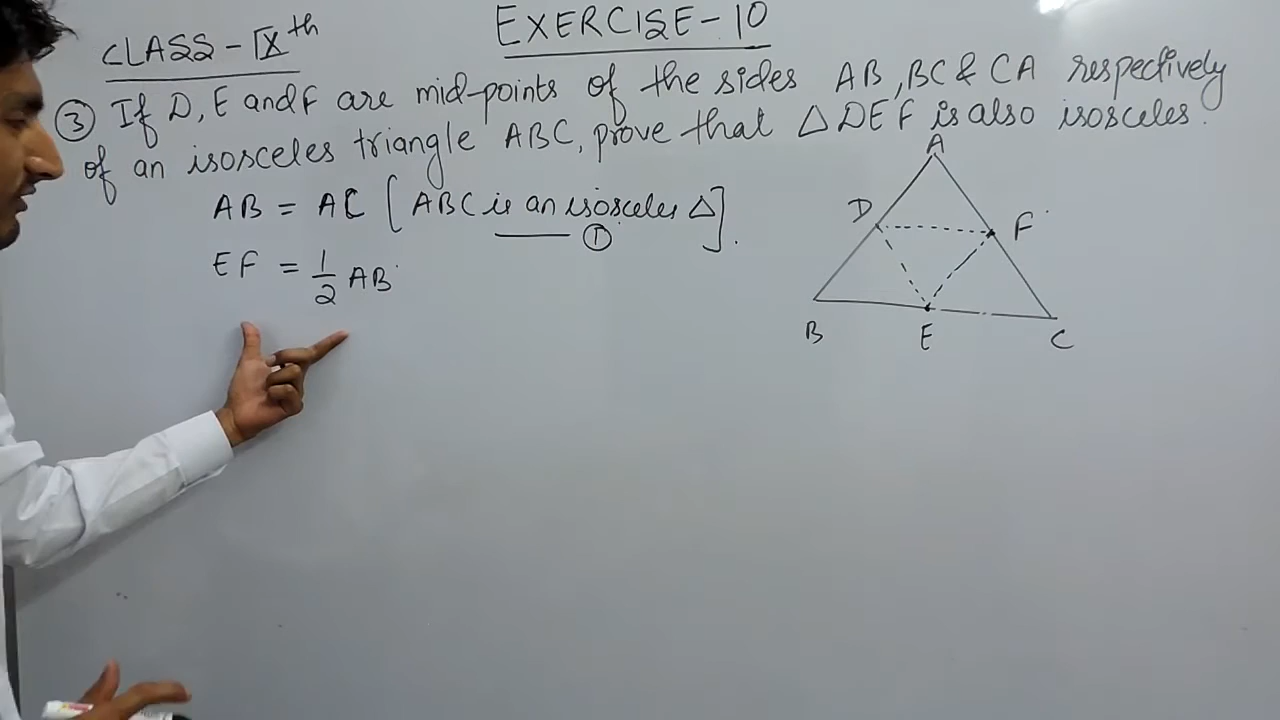 CLASS - IXth
EXERCISE - 10
③ If D, E and F are mid-points of the sides AB, BC & CA respectively
of an isosceles triangle ABC, prove that △ DEF is also isosceles.
AB = AC [ABC is an isosceles △].
①
EF = 1/2 AB
A
D
F
B
E
C